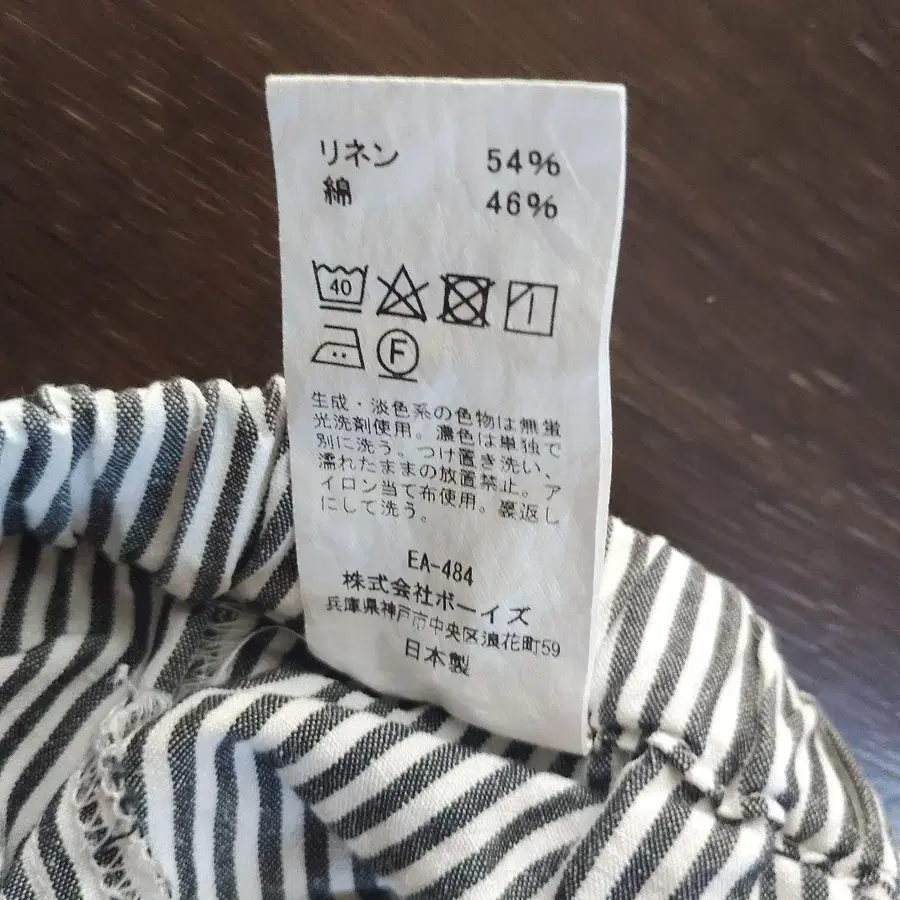 リネン 54%
綿 46%
40
F
生成・淡色系の色物は無蛍
光洗剤使用。濃色は単独で
別に洗う。つけ置き洗い、
濡れたままの放置禁止。ア
イロン当て布使用。裏返し
にして洗う。
EA-484
株式会社ボーイズ
兵庫県神戸市中央区浪花町59
日本製